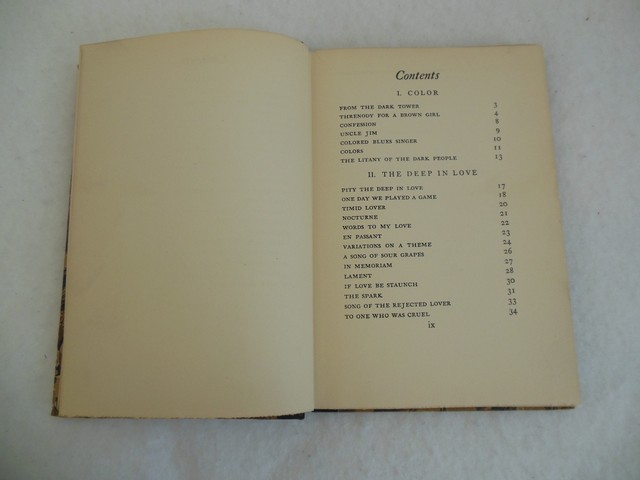 Contents
I. COLOR
FROM THE DARK TOWER 3
THRENODY FOR A BROWN GIRL 4
CONFESSION 8
UNCLE JIM 9
COLORED BLUES SINGER 10
COLORS 11
THE LITANY OF THE DARK PEOPLE 13
II. THE DEEP IN LOVE
PITY THE DEEP IN LOVE 17
ONE DAY WE PLAYED A GAME 18
TIMID LOVER 20
NOCTURNE 21
WORDS TO MY LOVE 22
EN PASSANT 23
VARIATIONS ON A THEME 24
A SONG OF SOUR GRAPES 26
IN MEMORIAM 27
LAMENT 28
IF LOVE BE STAUNCH 30
THE SPARK 31
SONG OF THE REJECTED LOVER 33
TO ONE WHO WAS CRUEL 34
ix